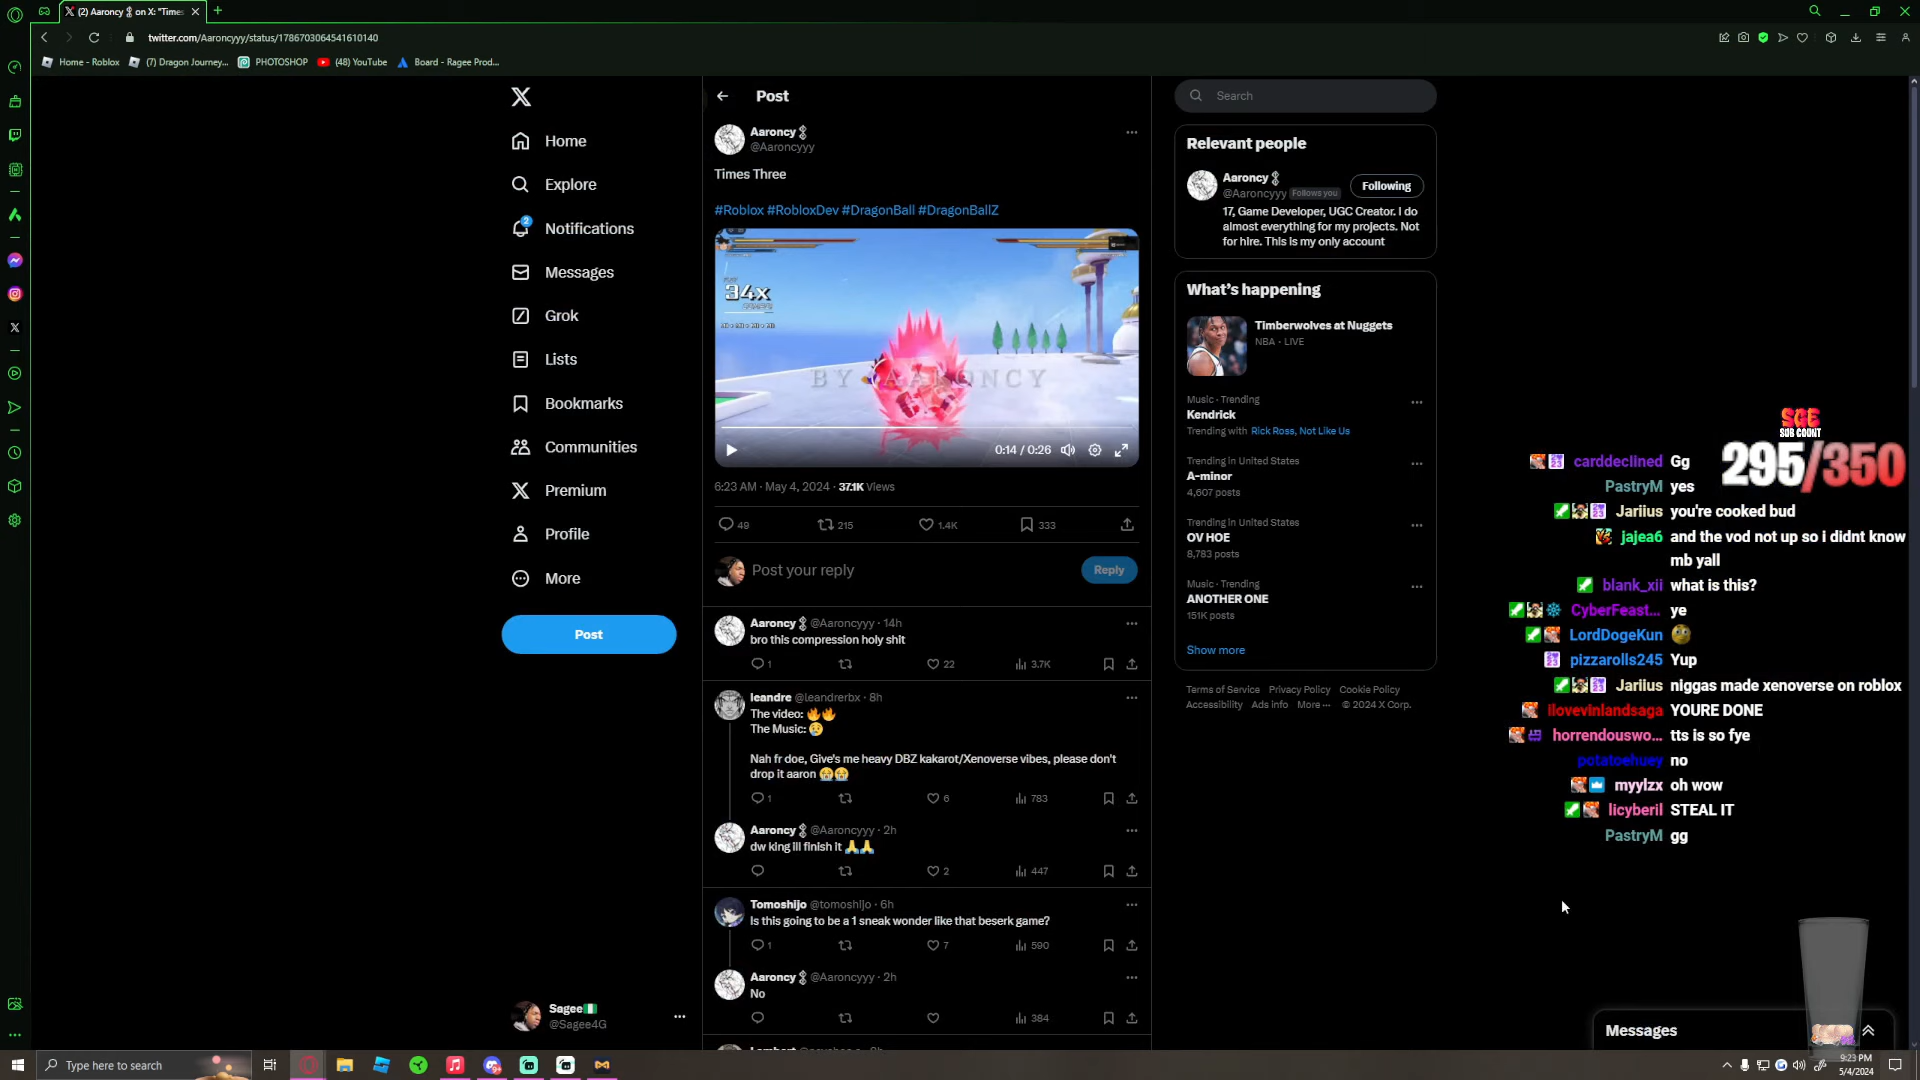 (2) Aaroncy on X: "Times
twitter.com/Aaroncyyy/status/1786703064541610140
Home - Roblox
(7) Dragon Journey...
PHOTOSHOP
(48) YouTube
Board - Ragee Prod...
Home
Explore
2
Notifications
Messages
Grok
Lists
Bookmarks
Communities
Premium
Profile
More
Post
Sagee
@Sagee4G
Post
Aaroncy
@Aaroncyyy
Times Three
#Roblox #RobloxDev #DragonBall #DragonBallZ
34x
BY AARONCY
0:14 / 0:26
6:23 AM · May 4, 2024 · 37.1K Views
49
215
1.4K
333
Post your reply
Reply
Aaroncy @Aaroncyyy · 14h
bro this compression holy shit
1
22
3.7K
leandre @leandrerbx · 8h
The video: 🔥🔥
The Music: 😢
Nah fr doe, Give's me heavy DBZ kakarot/Xenoverse vibes, please don't
drop it aaron 😭😭
1
6
783
Aaroncy @Aaroncyyy · 2h
dw king ill finish it 🙏🙏
2
447
Tomoshijo @tomoshijo · 6h
Is this going to be a 1 sneak wonder like that beserk game?
1
7
590
Aaroncy @Aaroncyyy · 2h
No
384
Search
Relevant people
Aaroncy
@Aaroncyyy Follows you
Following
17, Game Developer, UGC Creator. I do
almost everything for my projects. Not
for hire. This is my only account
What's happening
Timberwolves at Nuggets
NBA · LIVE
Music · Trending
Kendrick
Trending with Rick Ross, Not Like Us
Trending in United States
A-minor
4,607 posts
Trending in United States
OV HOE
8,783 posts
Music · Trending
ANOTHER ONE
151K posts
Show more
Terms of Service Privacy Policy Cookie Policy
Accessibility Ads info More ··· © 2024 X Corp.
SGE
SUB COUNT
295/350
carddeclined Gg
PastryM yes
Jariius you're cooked bud
jajea6 and the vod not up so i didnt know
mb yall
blank_xii what is this?
CyberFeast... ye
LordDogeKun
pizzarolls245 Yup
Jariius niggas made xenoverse on roblox
ilovevinlandsaga YOURE DONE
horrendouswo... tts is so fye
potatoehuey no
myylzx oh wow
licyberil STEAL IT
PastryM gg
Messages
Type here to search
9:23 PM
5/4/2024